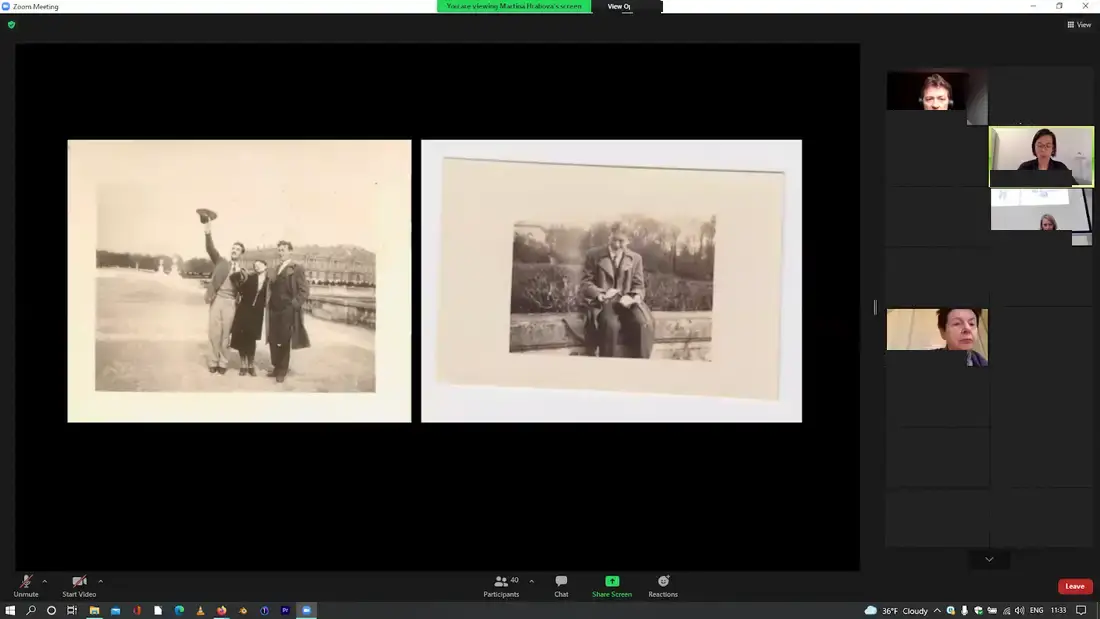 Zoom Meeting
You are viewing Martina Hrabova's screen
View Op
View
Unmute
Start Video
Participants
40
Chat
Share Screen
Reactions
Leave
36°F Cloudy
ENG
11:33